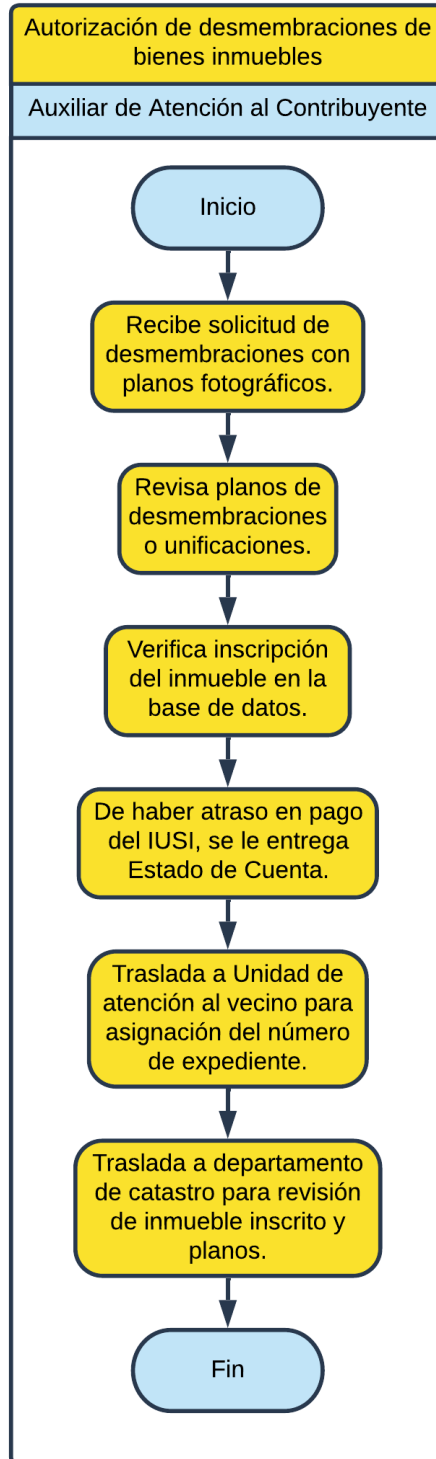 Autorización de desmembraciones de
bienes inmuebles
Auxiliar de Atención al Contribuyente
Inicio
Recibe solicitud de
desmembraciones con
planos fotográficos.
Revisa planos de
desmembraciones
o unificaciones.
Verifica inscripción
del inmueble en la
base de datos.
De haber atraso en pago
del IUSI, se le entrega
Estado de Cuenta.
Traslada a Unidad de
atención al vecino para
asignación del número
de expediente.
Traslada a departamento
de catastro para revisión
de inmueble inscrito y
planos.
Fin